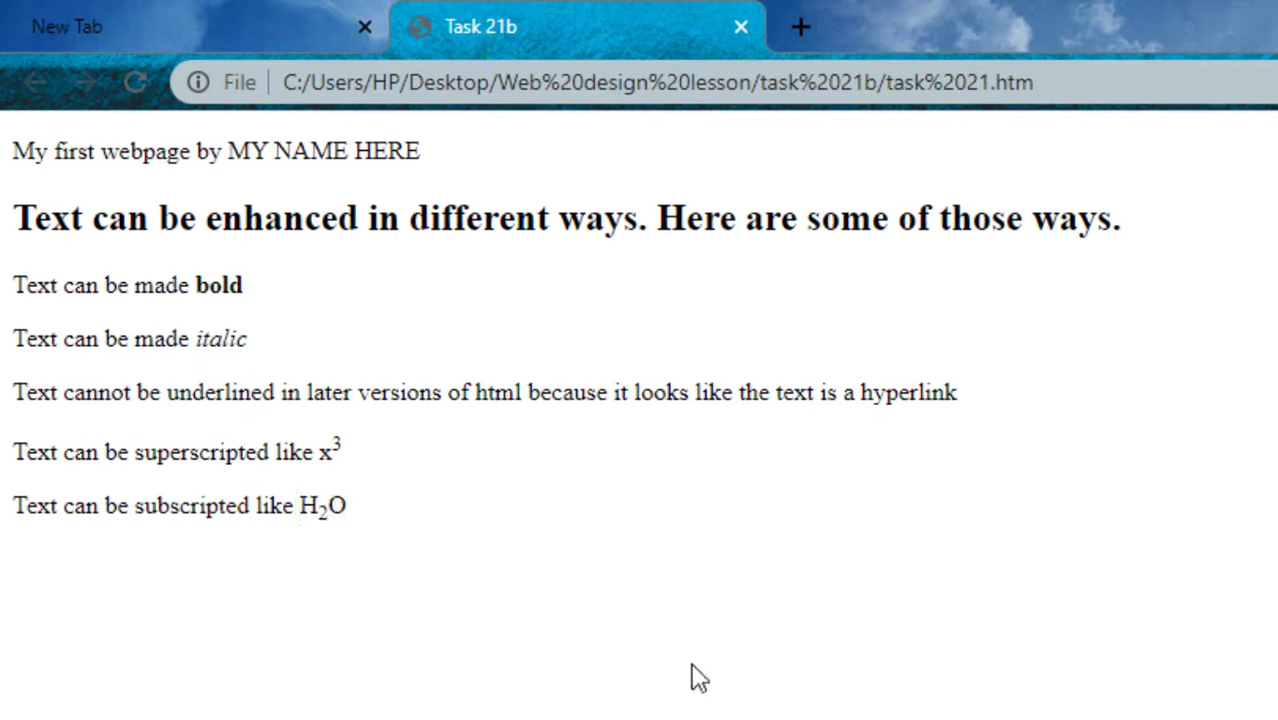 New Tab
Task 21b
File
C:/Users/HP/Desktop/Web%20design%20lesson/task%2021b/task%2021.htm
My first webpage by MY NAME HERE
Text can be enhanced in different ways. Here are some of those ways.
Text can be made bold
Text can be made italic
Text cannot be underlined in later versions of html because it looks like the text is a hyperlink
Text can be superscripted like x³
Text can be subscripted like H₂O